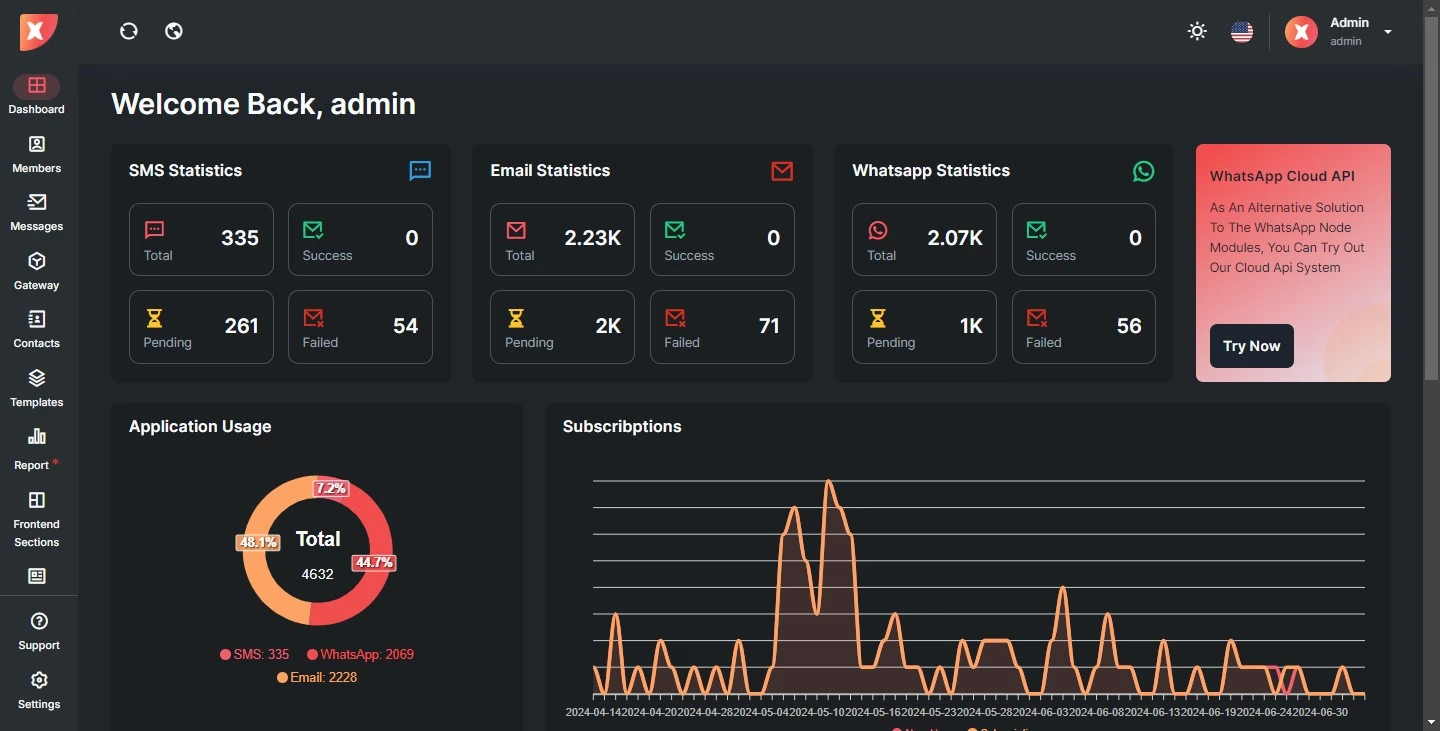 Admin
admin
Dashboard
Members
Messages
Gateway
Contacts
Templates
Report *
Frontend
Sections
Support
Settings
Welcome Back, admin
SMS Statistics
335
Total
0
Success
261
Pending
54
Failed
Email Statistics
2.23K
Total
0
Success
2K
Pending
71
Failed
Whatsapp Statistics
2.07K
Total
0
Success
1K
Pending
56
Failed
WhatsApp Cloud API
As An Alternative Solution
To The WhatsApp Node
Modules, You Can Try Out
Our Cloud Api System
Try Now
Application Usage
7.2%
48.1%
44.7%
Total
4632
SMS: 335
WhatsApp: 2069
Email: 2228
Subscribptions
2024-04-14 2024-04-20 2024-04-28 2024-05-04 2024-05-10 2024-05-16 2024-05-23 2024-05-28 2024-06-03 2024-06-08 2024-06-13 2024-06-19 2024-06-24 2024-06-30